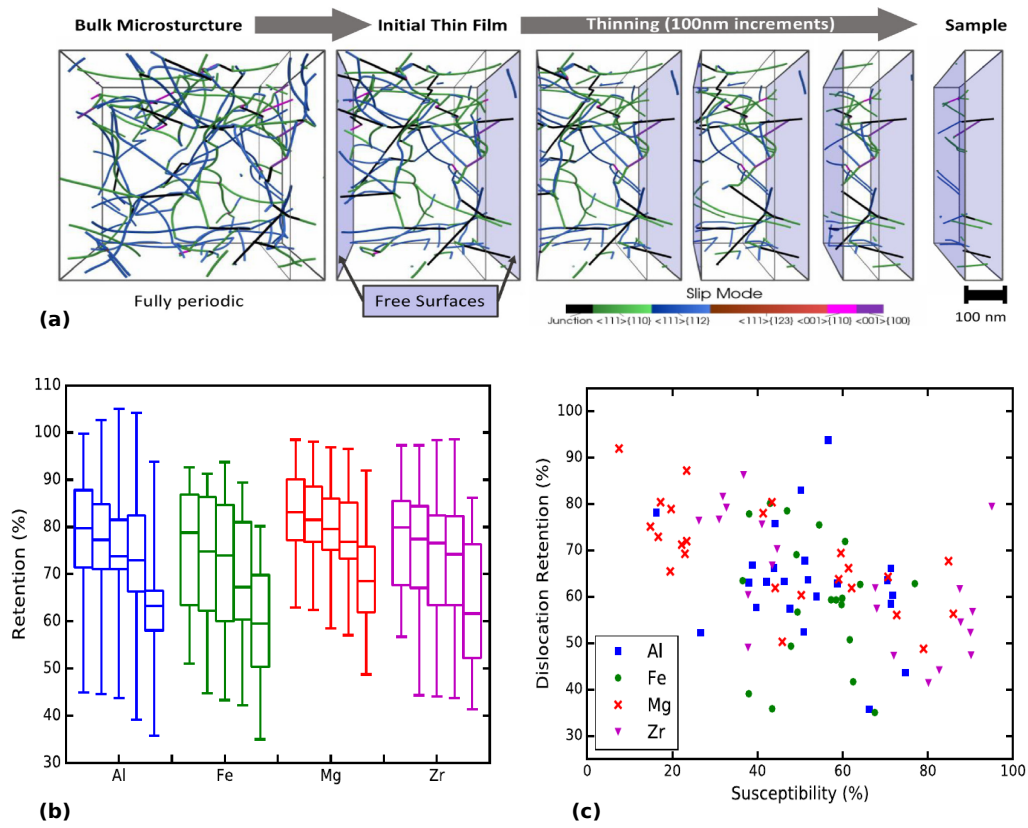 Bulk Microsturcture Initial Thin Film Thinning (100nm increments) Sample
Fully periodic
Free Surfaces
Slip Mode
Junction <111>{110} <111>{112} <111>{123} <001>{110} <001>{100}
100 nm
(a)
110
100
90
80
70
60
50
40
30
Retention (%)
Al Fe Mg Zr
(b)
100
90
80
70
60
50
40
30
Dislocation Retention (%)
Al
Fe
Mg
Zr
0 20 40 60 80 100
Susceptibility (%)
(c)